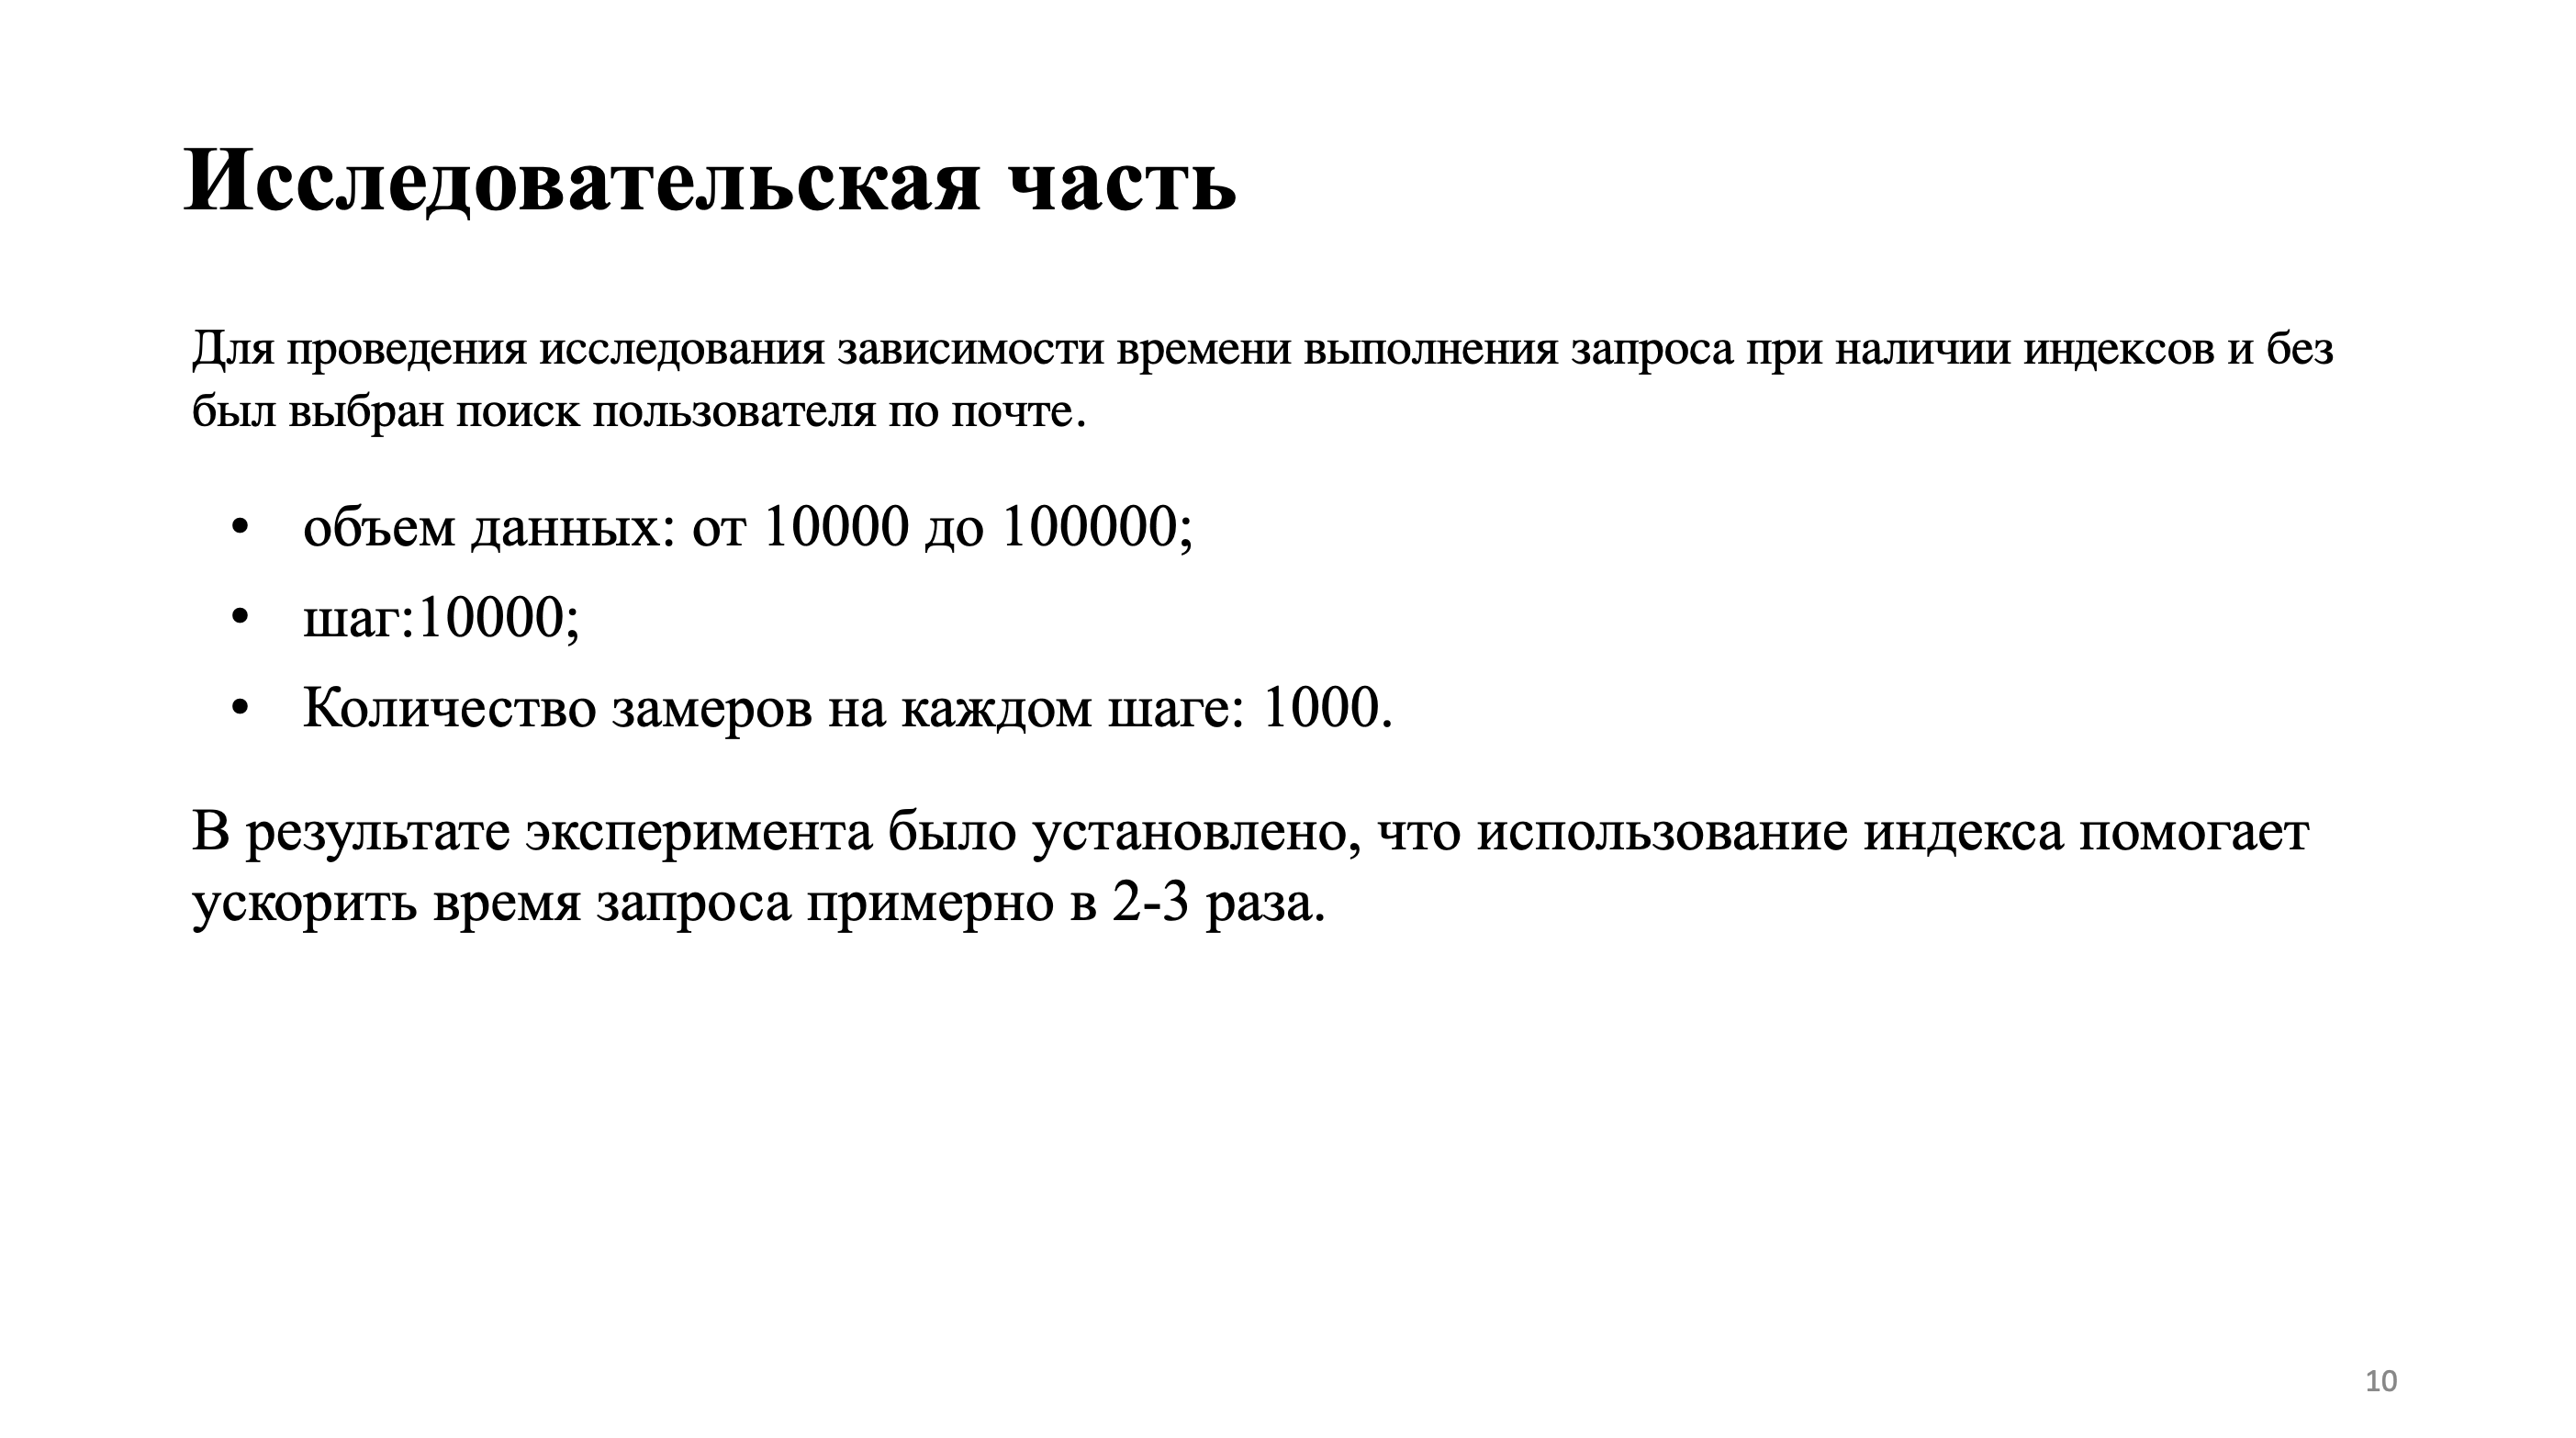 Исследовательская часть
Для проведения исследования зависимости времени выполнения запроса при наличии индексов и без
был выбран поиск пользователя по почте.
• объем данных: от 10000 до 100000;
• шаг:10000;
• Количество замеров на каждом шаге: 1000.
В результате эксперимента было установлено, что использование индекса помогает
ускорить время запроса примерно в 2-3 раза.
10